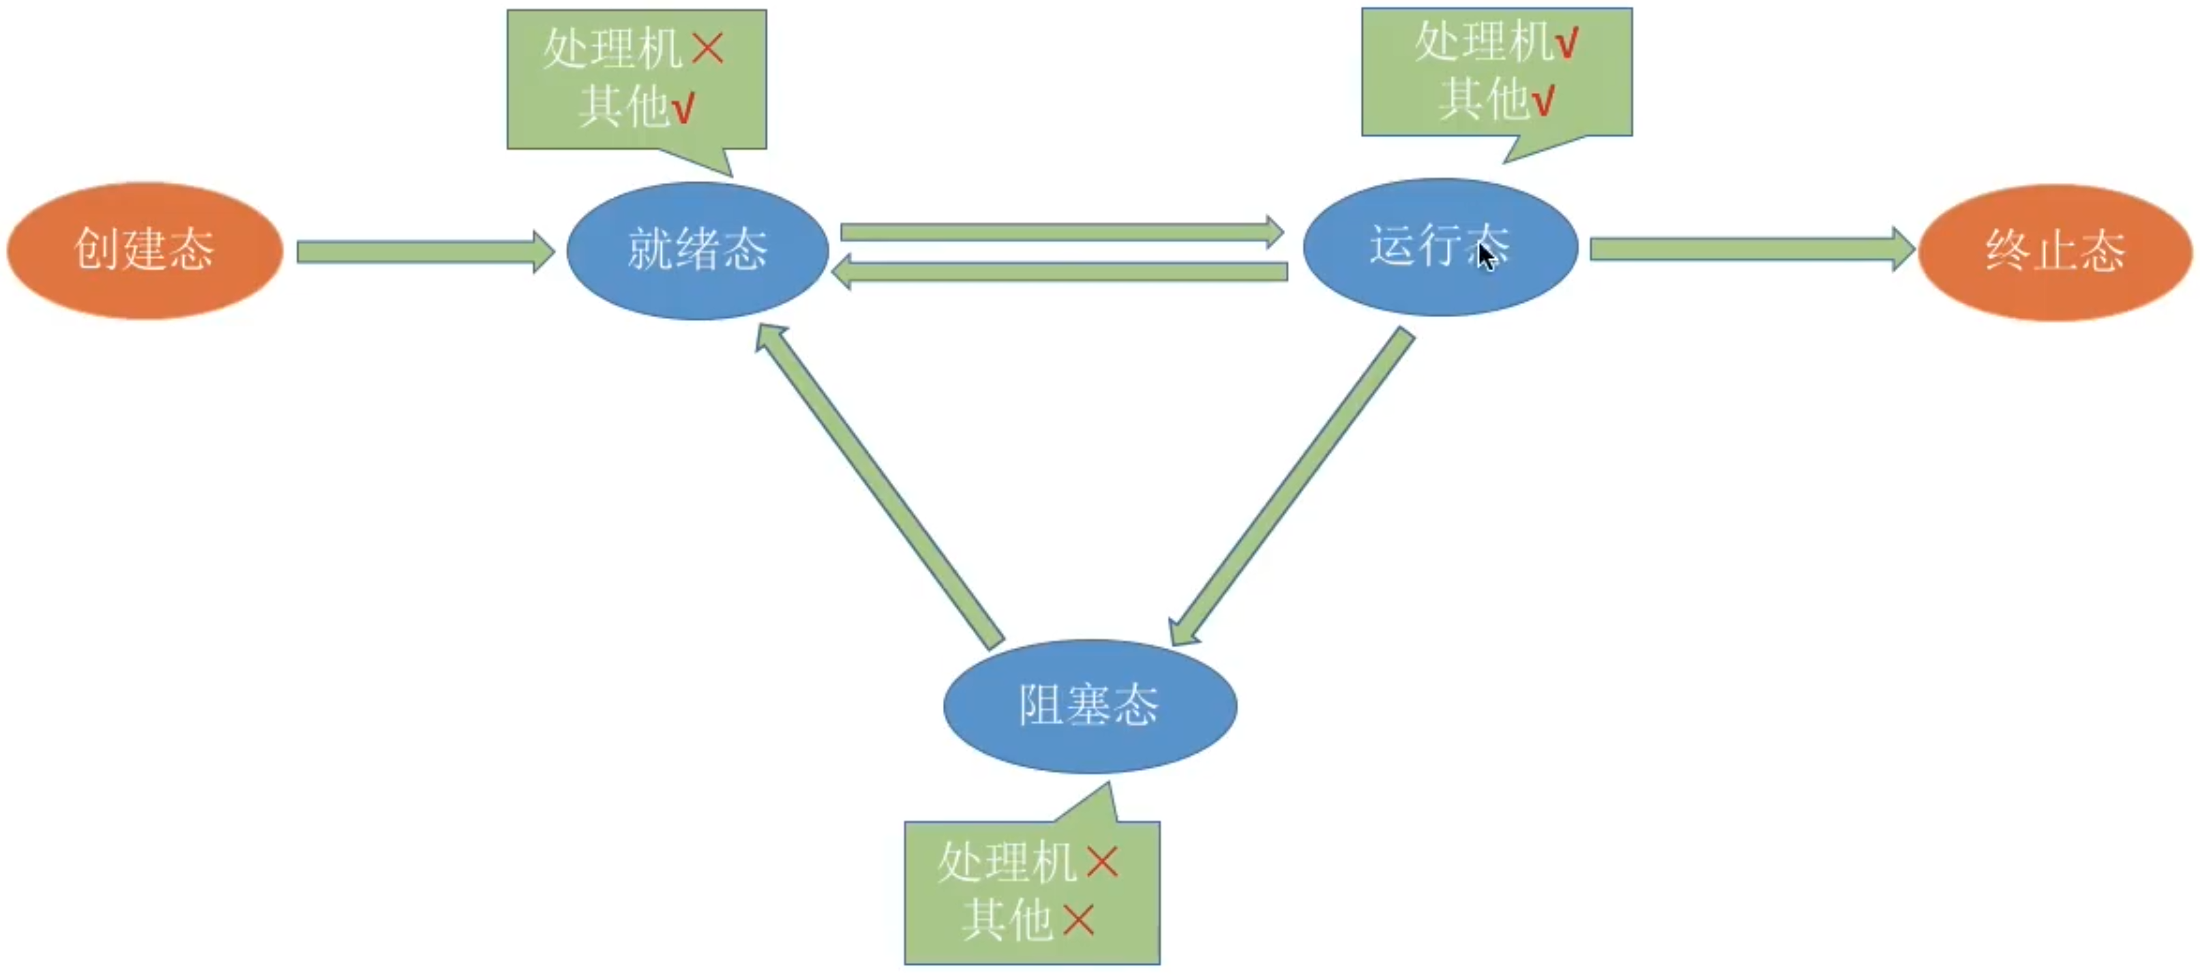 处理机×
其他√
处理机√
其他√
创建态
就绪态
运行态
终止态
阻塞态
处理机×
其他×